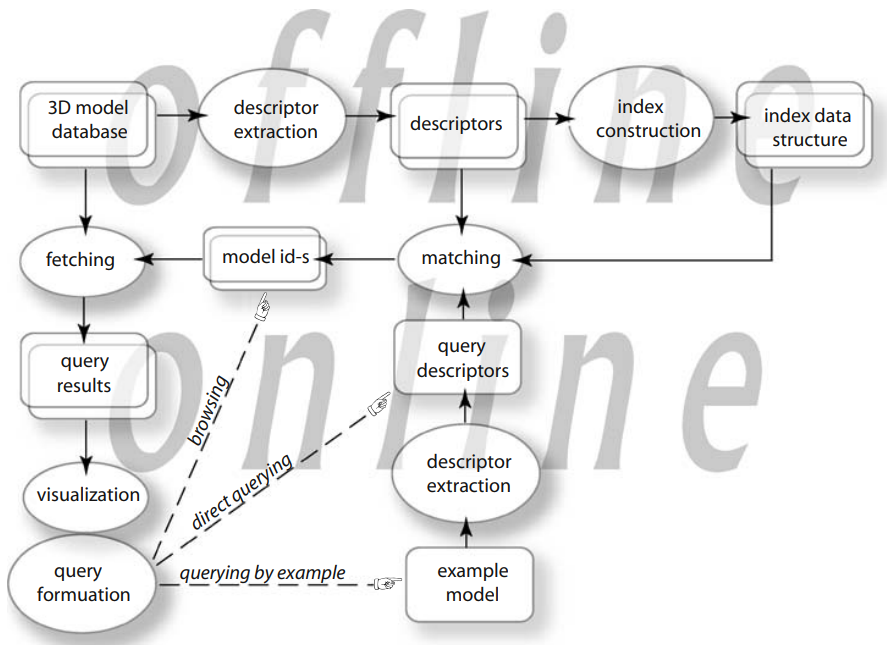 offline
3D model
database
descriptor
extraction
descriptors
index
construction
index data
structure
fetching
model id-s
matching
online
query
results
query
descriptors
browsing
direct querying
descriptor
extraction
visualization
query
formuation
querying by example
example
model